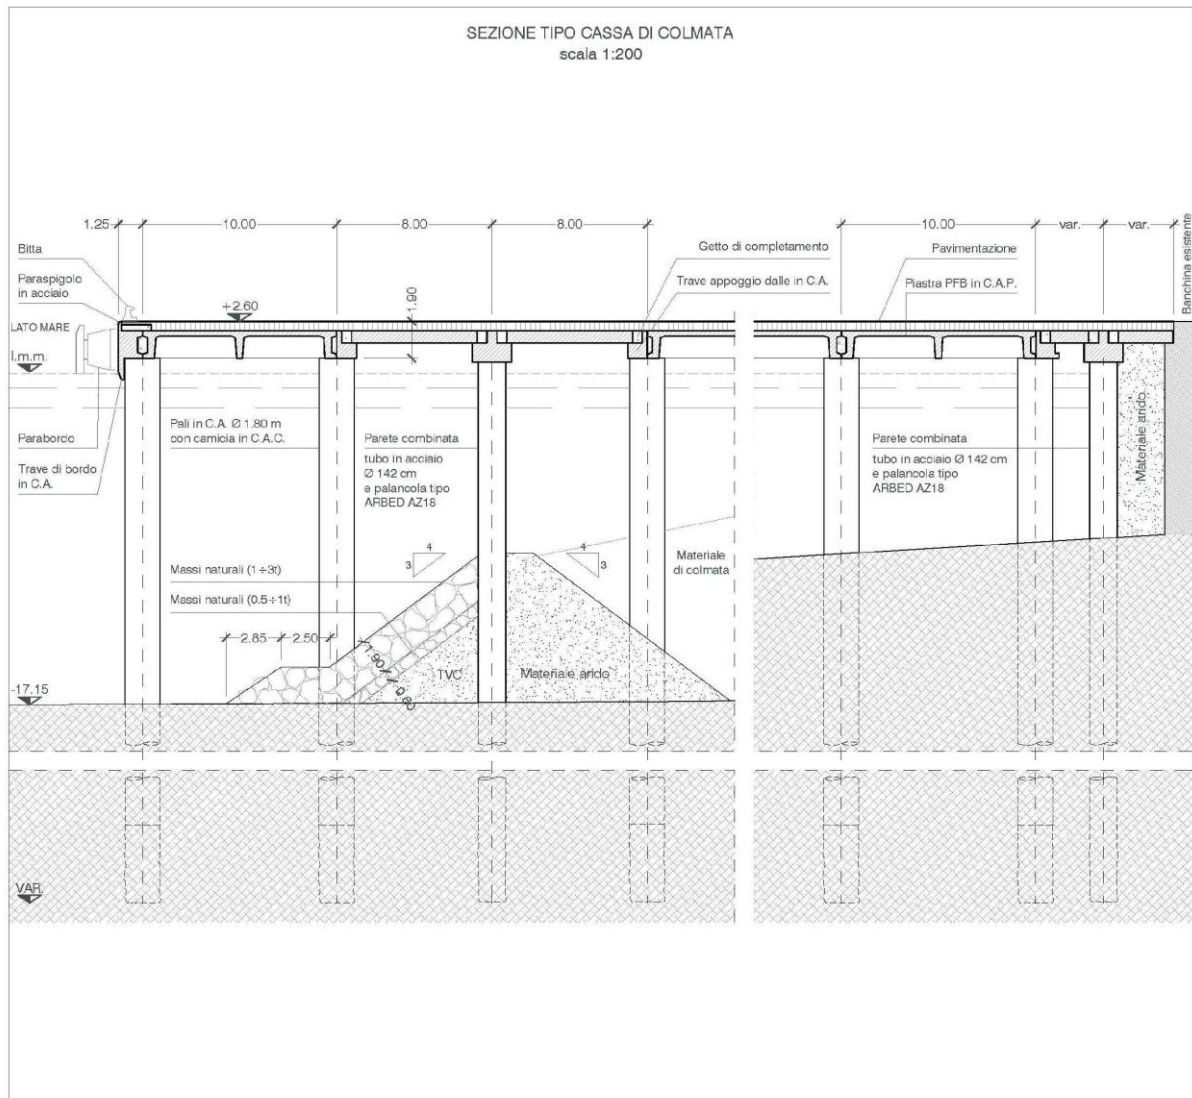 SEZIONE TIPO CASSA DI COLMATA
scala 1:200
1.25
10.00
8.00
8.00
10.00
var.
var.
Banchina esistente
Bitta
Paraspigolo
in acciaio
LATO MARE
l.m.m.
+2.60
1.90
Getto di completamento
Trave appoggio dalle in C.A.
Pavimentazione
Piastra PFB in C.A.P.
Parabordo
Trave di bordo
in C.A.
Pali in C.A. Ø 1.80 m
con camicia in C.A.C.
Parete combinata
tubo in acciaio
Ø 142 cm
e palancola tipo
ARBED AZ18
Parete combinata
tubo in acciaio
Ø 142 cm
e palancola tipo
ARBED AZ18
Materiale arido
4
3
4
3
Materiale
di colmata
Massi naturali (1÷3t)
Massi naturali (0.5÷1t)
2.85
2.50
1.90
0.80
TVC
Materiale arido
-17.15
VAR.